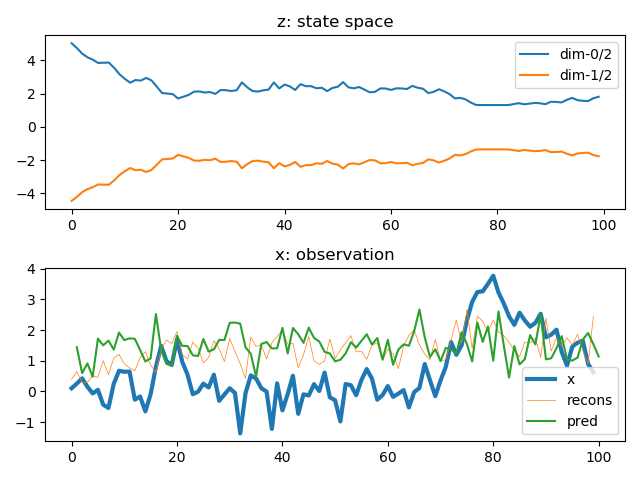 z: state space
4
2
0
−2
−4
dim-0/2
dim-1/2
0 20 40 60 80 100
x: observation
4
3
2
1
0
−1
x
recons
pred
0 20 40 60 80 100